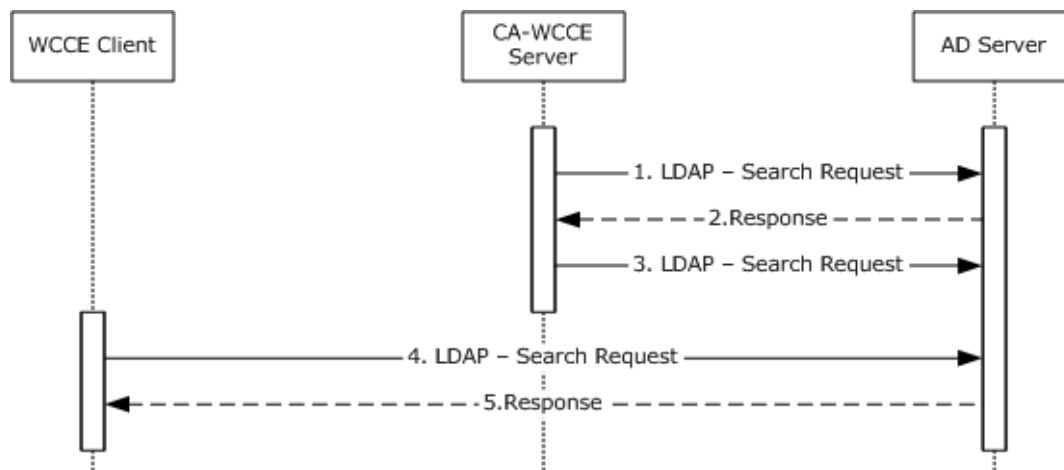 WCCE Client
CA-WCCE
Server
AD Server
1. LDAP – Search Request
2.Response
3. LDAP – Search Request
4. LDAP – Search Request
5.Response